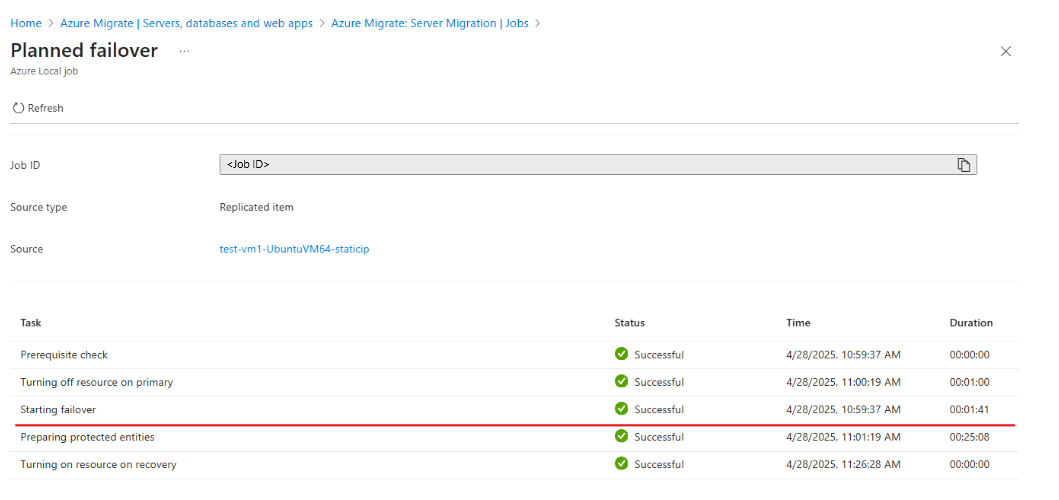 Home > Azure Migrate | Servers, databases and web apps > Azure Migrate: Server Migration | Jobs >
Planned failover ...
Azure Local job
Refresh
Job ID <Job ID>
Source type Replicated item
Source test-vm1-UbuntuVM64-staticip
Task Status Time Duration
Prerequisite check Successful 4/28/2025, 10:59:37 AM 00:00:00
Turning off resource on primary Successful 4/28/2025, 11:00:19 AM 00:01:00
Starting failover Successful 4/28/2025, 10:59:37 AM 00:01:41
Preparing protected entities Successful 4/28/2025, 11:01:19 AM 00:25:08
Turning on resource on recovery Successful 4/28/2025, 11:26:28 AM 00:00:00